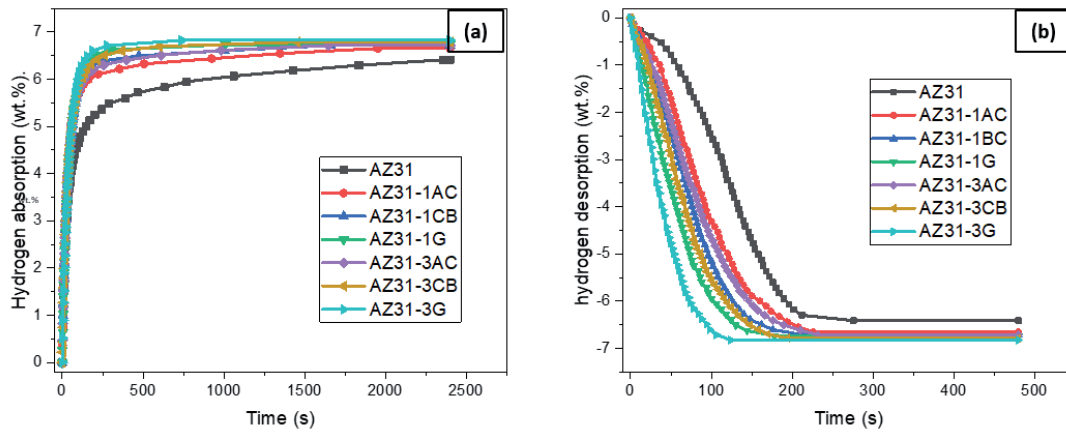 (a)
Hydrogen absorption (wt.%).
wt.%
7
6
5
4
3
2
1
0
AZ31
AZ31-1AC
AZ31-1CB
AZ31-1G
AZ31-3AC
AZ31-3CB
AZ31-3G
0 500 1000 1500 2000 2500
Time (s)
(b)
hydrogen desorption (wt.%)
0
-1
-2
-3
-4
-5
-6
-7
AZ31
AZ31-1AC
AZ31-1BC
AZ31-1G
AZ31-3AC
AZ31-3CB
AZ31-3G
0 100 200 300 400 500
Time (s)